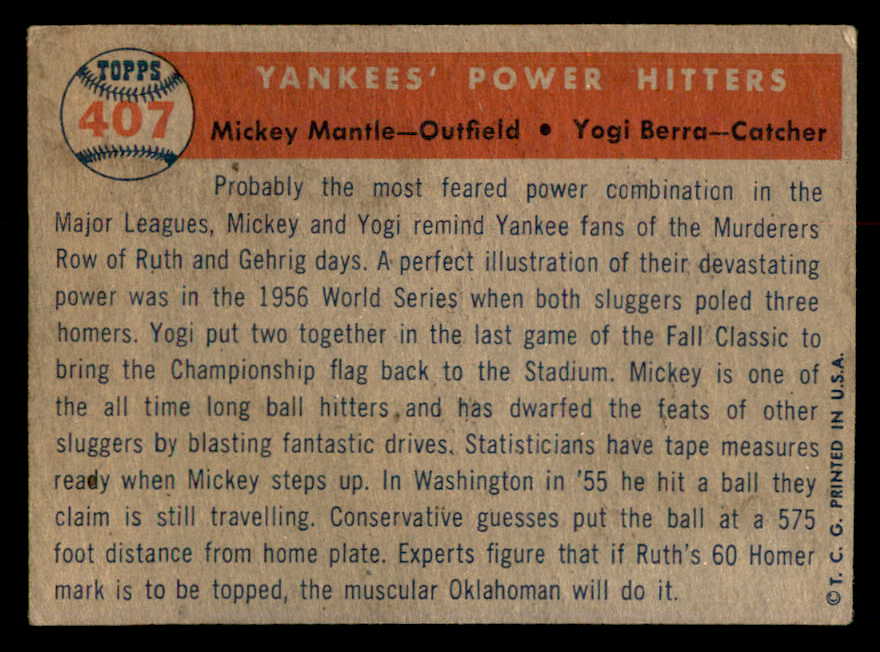 TOPPS
407
YANKEES' POWER HITTERS
Mickey Mantle—Outfield • Yogi Berra—Catcher
Probably the most feared power combination in the
Major Leagues, Mickey and Yogi remind Yankee fans of the Murderers
Row of Ruth and Gehrig days. A perfect illustration of their devastating
power was in the 1956 World Series when both sluggers poled three
homers. Yogi put two together in the last game of the Fall Classic to
bring the Championship flag back to the Stadium. Mickey is one of
the all time long ball hitters and has dwarfed the feats of other
sluggers by blasting fantastic drives. Statisticians have tape measures
ready when Mickey steps up. In Washington in '55 he hit a ball they
claim is still travelling. Conservative guesses put the ball at a 575
foot distance from home plate. Experts figure that if Ruth's 60 Homer
mark is to be topped, the muscular Oklahoman will do it.
© T. C. G. PRINTED IN U.S.A.